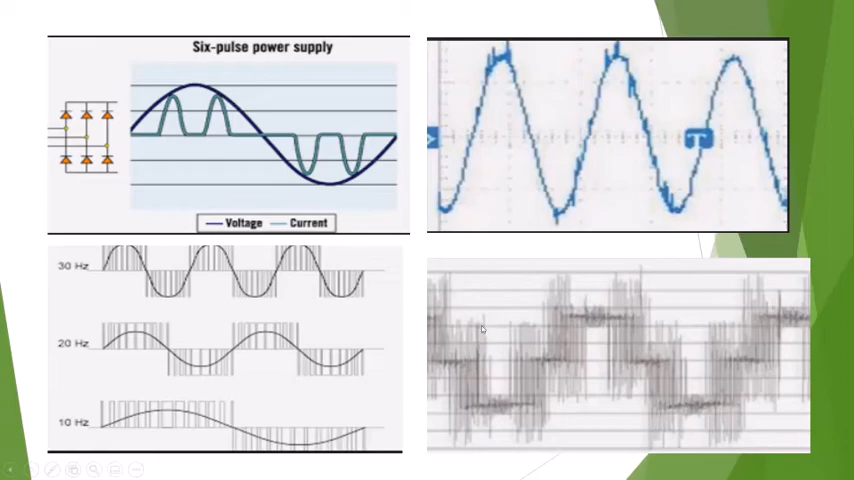 Six-pulse power supply
Voltage Current
T
30 Hz
20 Hz
10 Hz